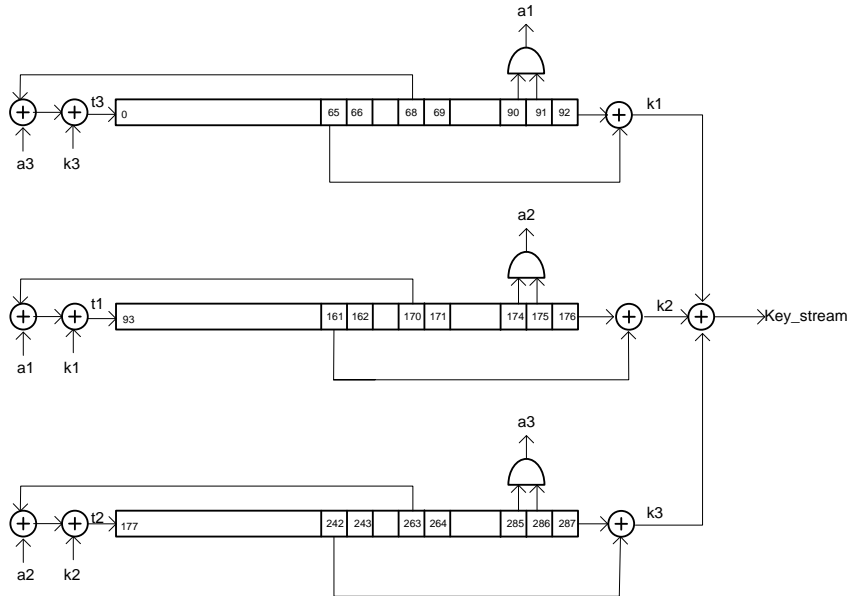 a1
t3
k1
0
65 66 68 69 90 91 92
a3 k3
a2
t1
k2
93
161 162 170 171 174 175 176
Key_stream
a1 k1
a3
t2
k3
177
242 243 263 264 285 286 287
a2 k2